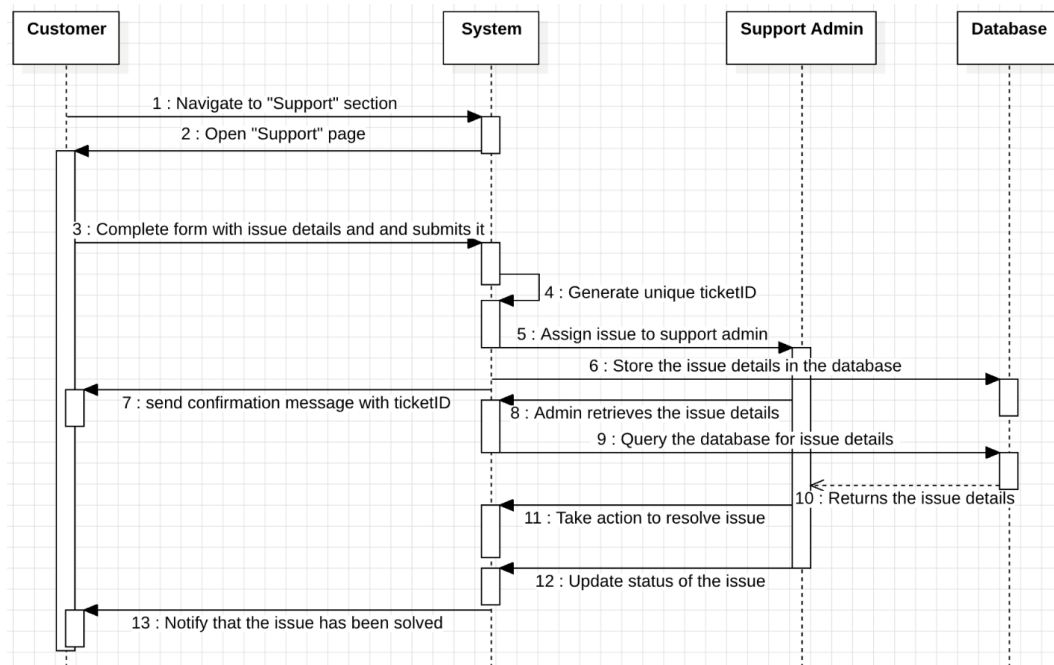 Customer
System
Support Admin
Database
1 : Navigate to "Support" section
2 : Open "Support" page
3 : Complete form with issue details and and submits it
4 : Generate unique ticketID
5 : Assign issue to support admin
6 : Store the issue details in the database
7 : send confirmation message with ticketID
8 : Admin retrieves the issue details
9 : Query the database for issue details
10 : Returns the issue details
11 : Take action to resolve issue
12 : Update status of the issue
13 : Notify that the issue has been solved